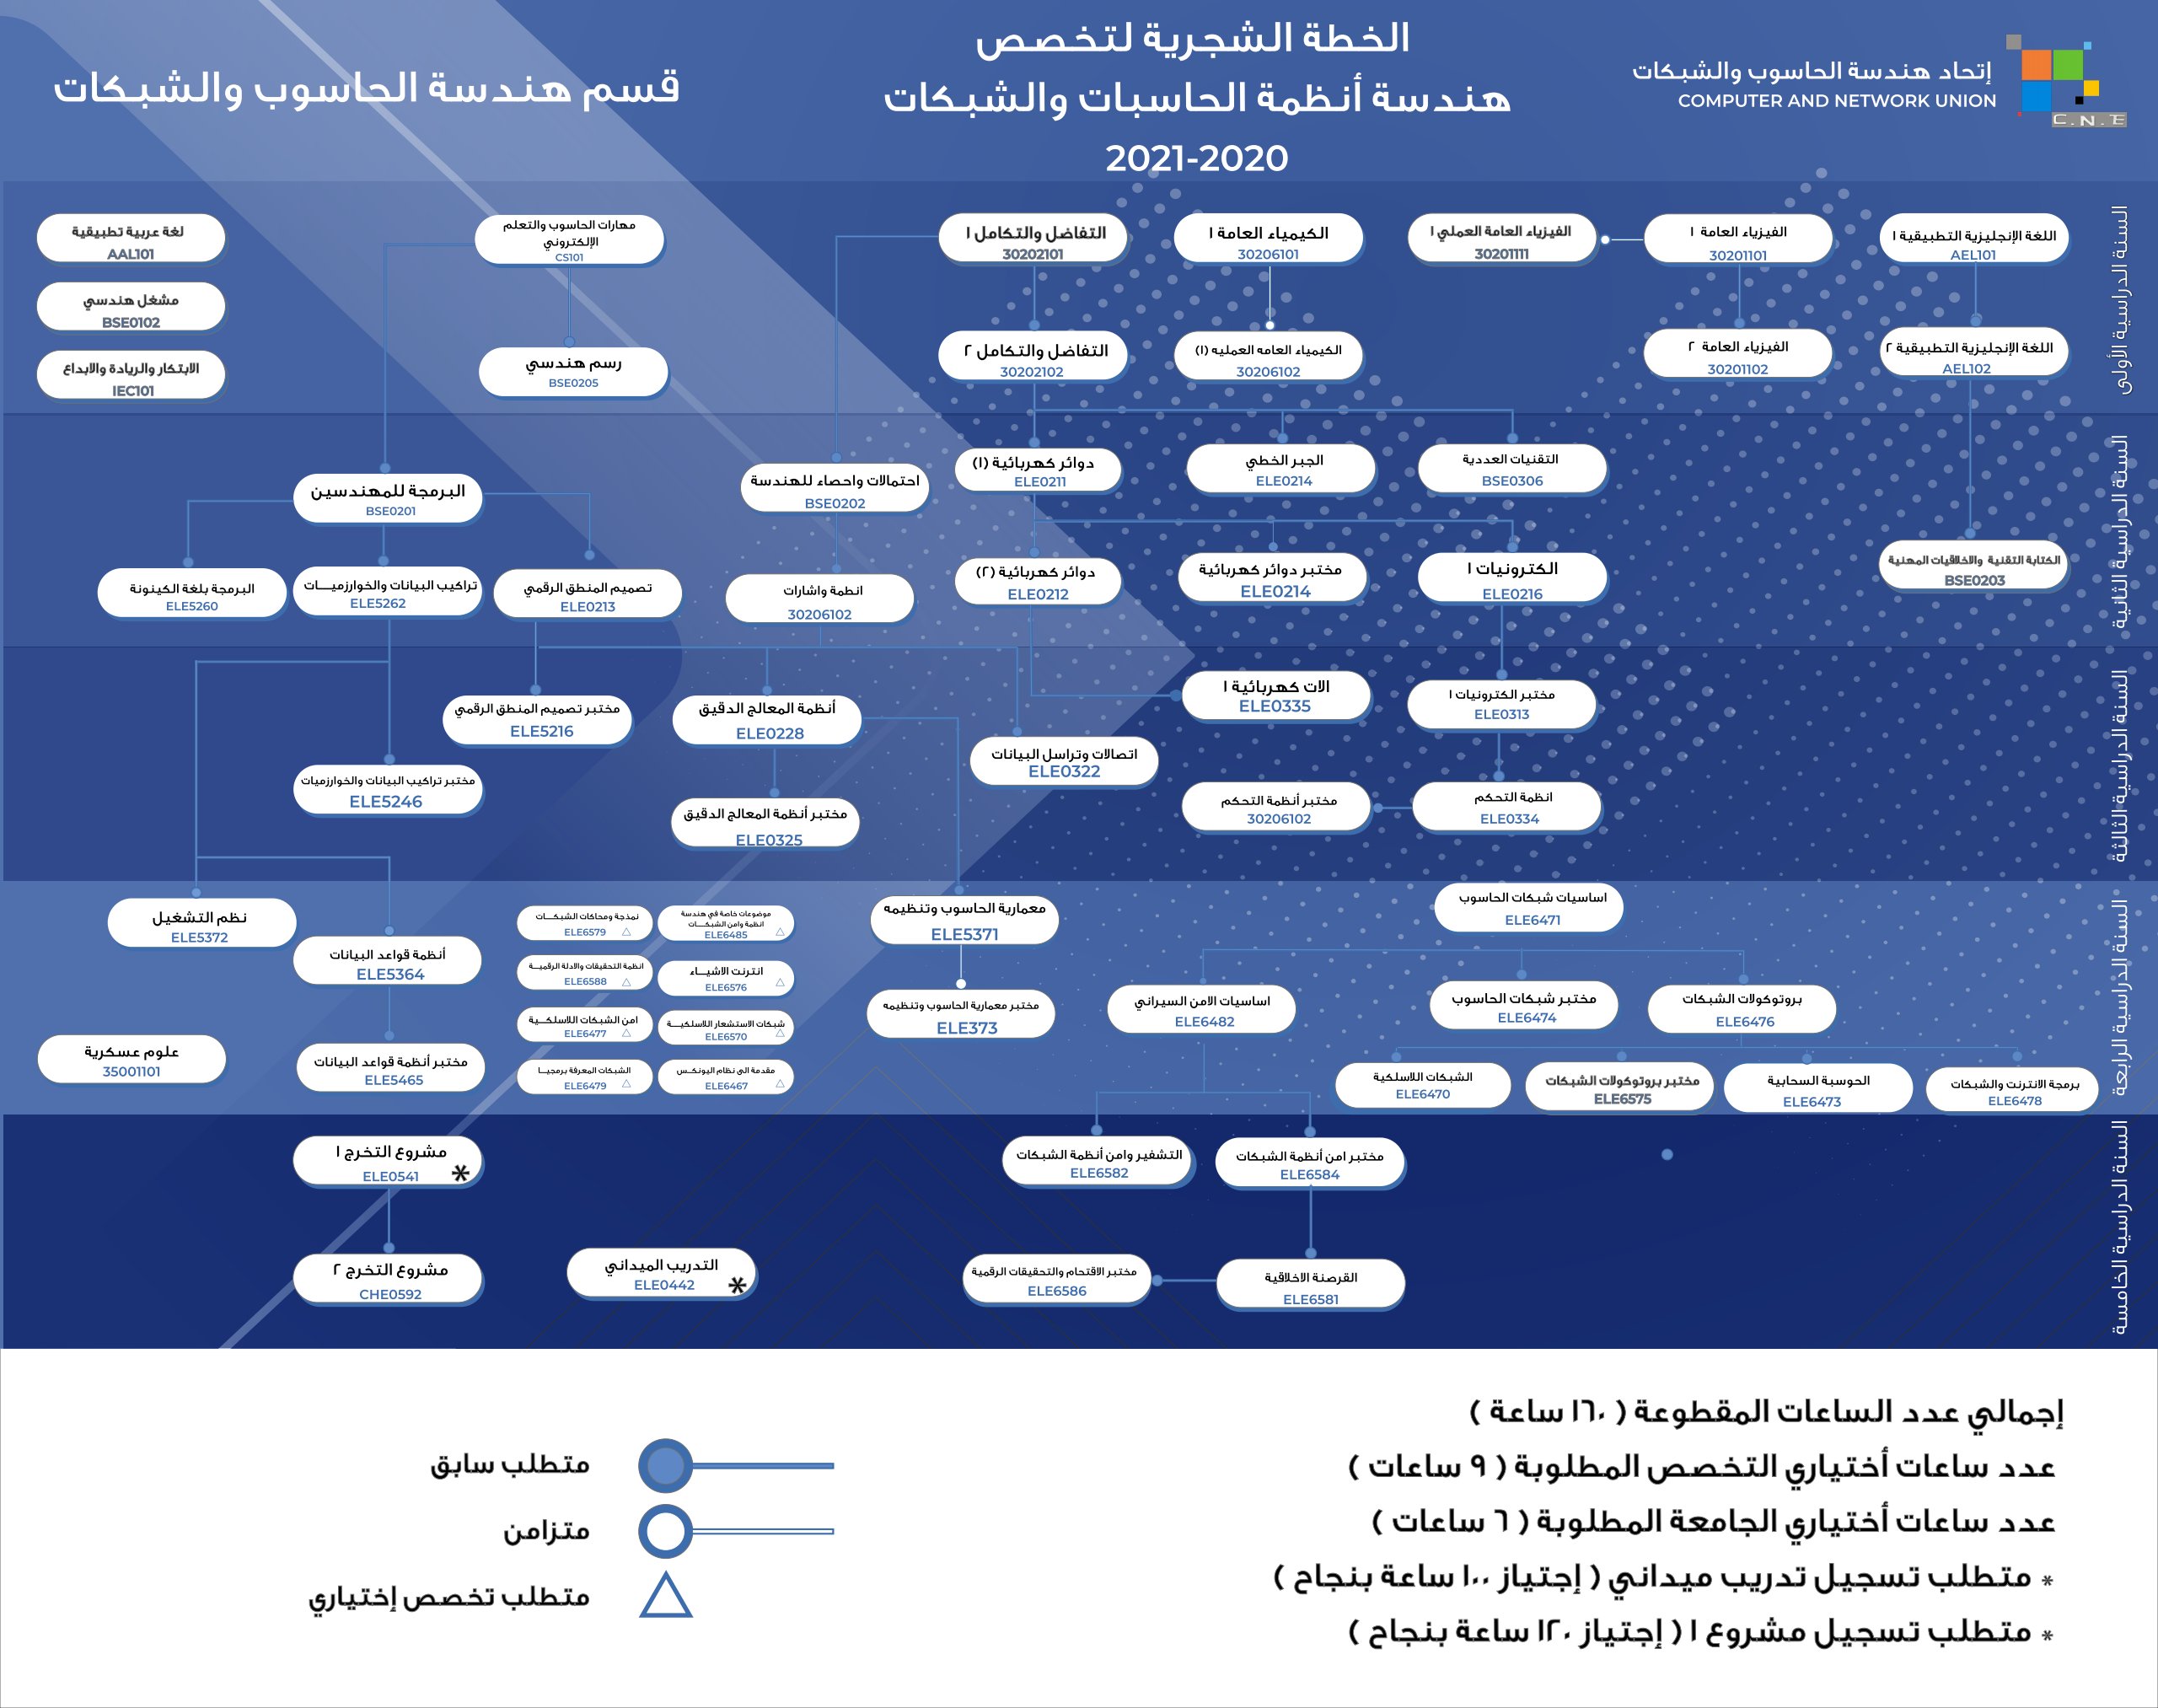 إتحاد هندسة الحاسوب والشبكات
COMPUTER AND NETWORK UNION
C.N.E
الخطة الشجرية لتخصص
هندسة أنظمة الحاسبات والشبكات
2021-2020
قسم هندسة الحاسوب والشبكات
السنة الدراسية الأولى
اللغة الإنجليزية التطبيقية ١
AEL101
الفيزياء العامة ١
30201101
الفيزياء العامة العملي ١
30201111
الكيمياء العامة ١
30206101
التفاضل والتكامل ١
30202101
مهارات الحاسوب والتعلم
الإلكتروني
CS101
لغة عربية تطبيقية
AAL101
مشغل هندسي
BSE0102
اللغة الإنجليزية التطبيقية ٢
AEL102
الفيزياء العامة ٢
30201102
الكيمياء العامه العمليه (١)
30206102
التفاضل والتكامل ٢
30202102
رسم هندسي
BSE0205
الابتكار والريادة والابداع
IEC101
السنة الدراسية الثانية
التقنيات العددية
BSE0306
الجبر الخطي
ELE0214
دوائر كهربائية (١)
ELE0211
احتمالات واحصاء للهندسة
BSE0202
البرمجة للمهندسين
BSE0201
الكتابة التقنية والاخلاقيات المهنية
BSE0203
الكترونيات ١
ELE0216
مختبر دوائر كهربائية
ELE0214
دوائر كهربائية (٢)
ELE0212
انظمة واشارات
30206102
تصميم المنطق الرقمي
ELE0213
تراكيب البيانات والخوارزميــــات
ELE5262
البرمجة بلغة الكينونة
ELE5260
السنة الدراسية الثالثة
مختبر الكترونيات ١
ELE0313
الات كهربائية ١
ELE0335
أنظمة المعالج الدقيق
ELE0228
مختبر تصميم المنطق الرقمي
ELE5216
اتصالات وتراسل البيانات
ELE0322
مختبر تراكيب البيانات والخوارزميات
ELE5246
انظمة التحكم
ELE0334
مختبر أنظمة التحكم
30206102
مختبر أنظمة المعالج الدقيق
ELE0325
السنة الدراسية الرابعة
اساسيات شبكات الحاسوب
ELE6471
معمارية الحاسوب وتنظيمه
ELE5371
موضوعات خاصة في هندسة
انظمة وامن الشبكـــات
ELE6485
نمذجة ومحاكات الشبكـــات
ELE6579
نظم التشغيل
ELE5372
أنظمة قواعد البيانات
ELE5364
انترنت الاشيـــاء
ELE6576
انظمة التحقيقات والادلة الرقميـــة
ELE6588
بروتوكولات الشبكات
ELE6476
مختبر شبكات الحاسوب
ELE6474
اساسيات الامن السيبراني
ELE6482
مختبر معمارية الحاسوب وتنظيمه
ELE373
شبكات الاستشعار اللاسلكيـــة
ELE6570
امن الشبكات اللاسلكـــية
ELE6477
علوم عسكرية
35001101
مختبر أنظمة قواعد البيانات
ELE5465
مقدمة الى نظام اليونكـس
ELE6467
الشبكات المعرفة برمجيـــا
ELE6479
برمجة الانترنت والشبكات
ELE6478
الحوسبة السحابية
ELE6473
مختبر بروتوكولات الشبكات
ELE6575
الشبكات اللاسلكية
ELE6470
السنة الدراسية الخامسة
مختبر امن أنظمة الشبكات
ELE6584
التشفير وامن أنظمة الشبكات
ELE6582
مشروع التخرج ١
ELE0541 *
القرصنة الاخلاقية
ELE6581
مختبر الاقتحام والتحقيقات الرقمية
ELE6586
التدريب الميداني
ELE0442 *
مشروع التخرج ٢
CHE0592
إجمالي عدد الساعات المقطوعة ( ١٦٠ ساعة )
عدد ساعات أختياري التخصص المطلوبة ( ٩ ساعات )
عدد ساعات أختياري الجامعة المطلوبة ( ٦ ساعات )
* متطلب تسجيل تدريب ميداني ( إجتياز ١٠٠ ساعة بنجاح )
* متطلب تسجيل مشروع ١ ( إجتياز ١٢٠ ساعة بنجاح )
متطلب سابق
متزامن
متطلب تخصص إختياري